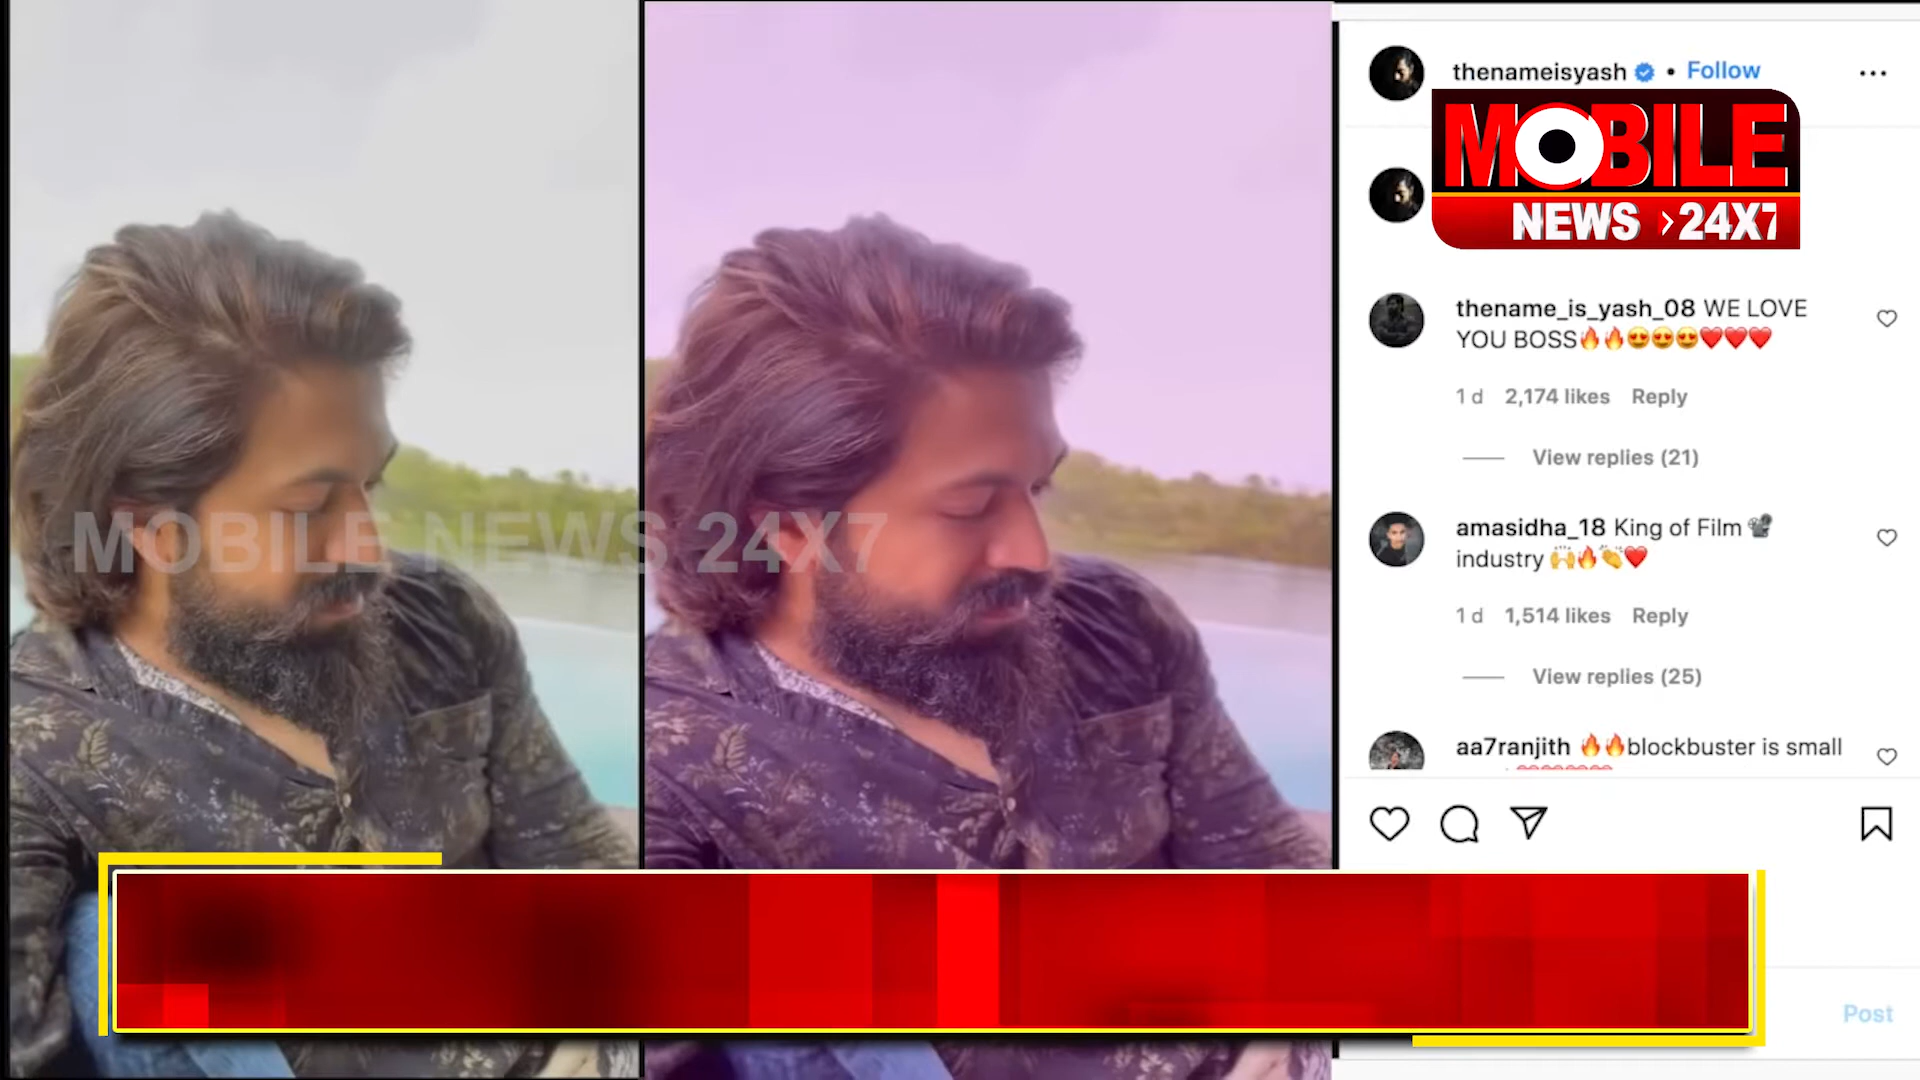 thenameisyash • Follow
MOBILE
NEWS 24X7
thename_is_yash_08 WE LOVE
YOU BOSS🔥🔥😍😍😍❤️❤️❤️
1 d 2,174 likes Reply
View replies (21)
amasidha_18 King of Film 📽️
industry 🙌🔥👏❤️
1 d 1,514 likes Reply
View replies (25)
aa7ranjith 🔥🔥blockbuster is small
MOBILE NEWS 24X7
Post